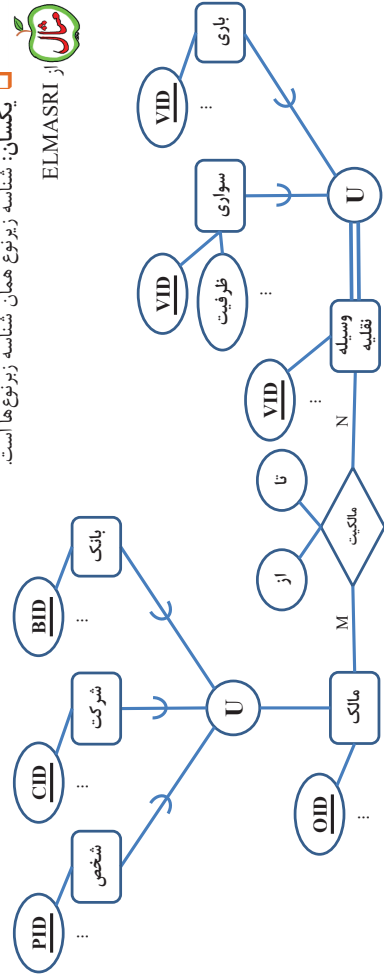 یکسان: شناسه زیرنوع همان شناسه زیرنوع‌ها است.
مثال
از ELMASRI
PID
...
شخص
CID
...
شرکت
BID
...
بانک
U
OID
...
مالک
M
مالکیت
از
تا
N
VID
...
وسیله
نقلیه
U
VID
ظرفیت
...
سواری
VID
...
باری